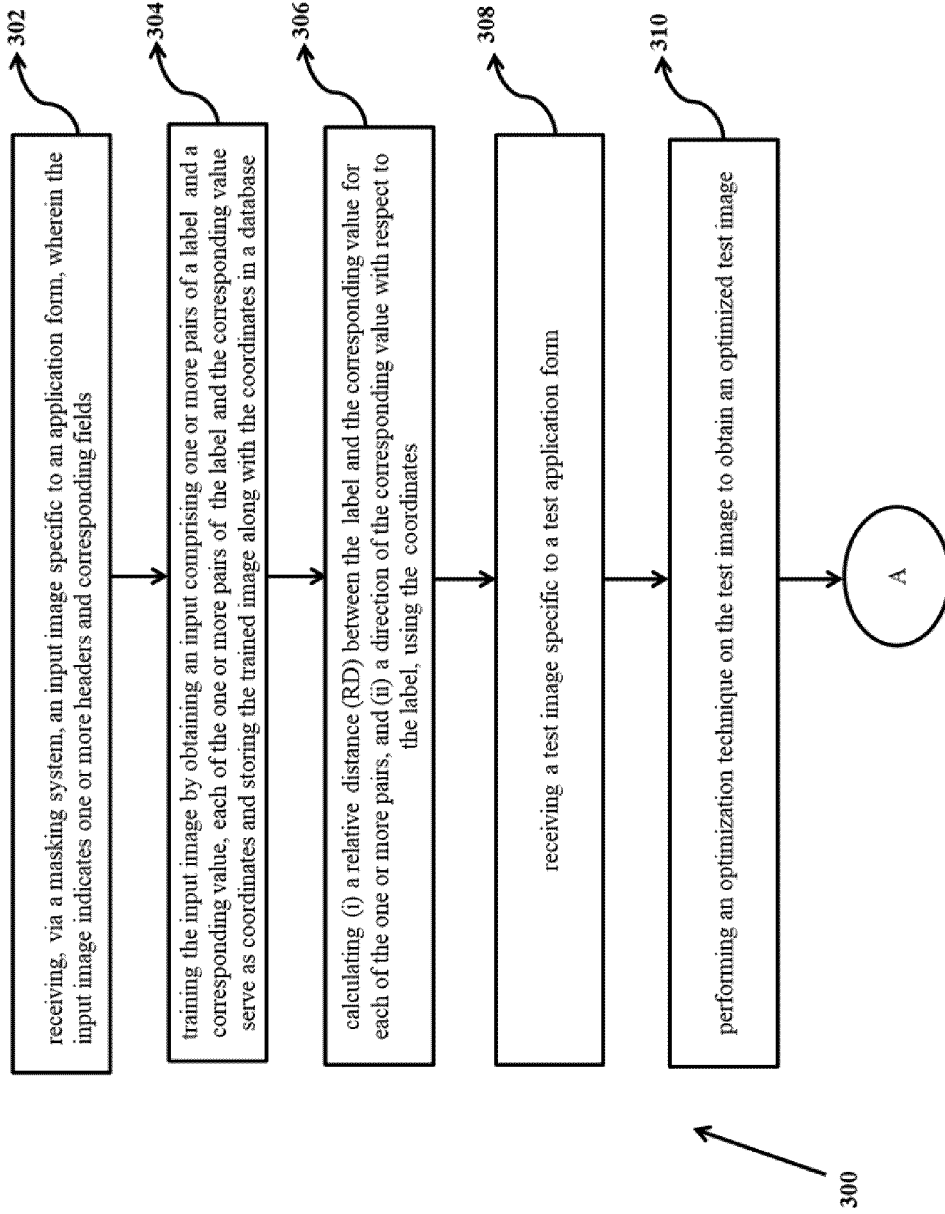 302
receiving, via a masking system, an input image specific to an application form, wherein the
input image indicates one or more headers and corresponding fields
304
training the input image by obtaining an input comprising one or more pairs of a label and a
corresponding value, each of the one or more pairs of the label and the corresponding value
serve as coordinates and storing the trained image along with the coordinates in a database
306
calculating (i) a relative distance (RD) between the label and the corresponding value for
each of the one or more pairs, and (ii) a direction of the corresponding value with respect to
the label, using the coordinates
308
receiving a test image specific to a test application form
310
performing an optimization technique on the test image to obtain an optimized test image
A
300